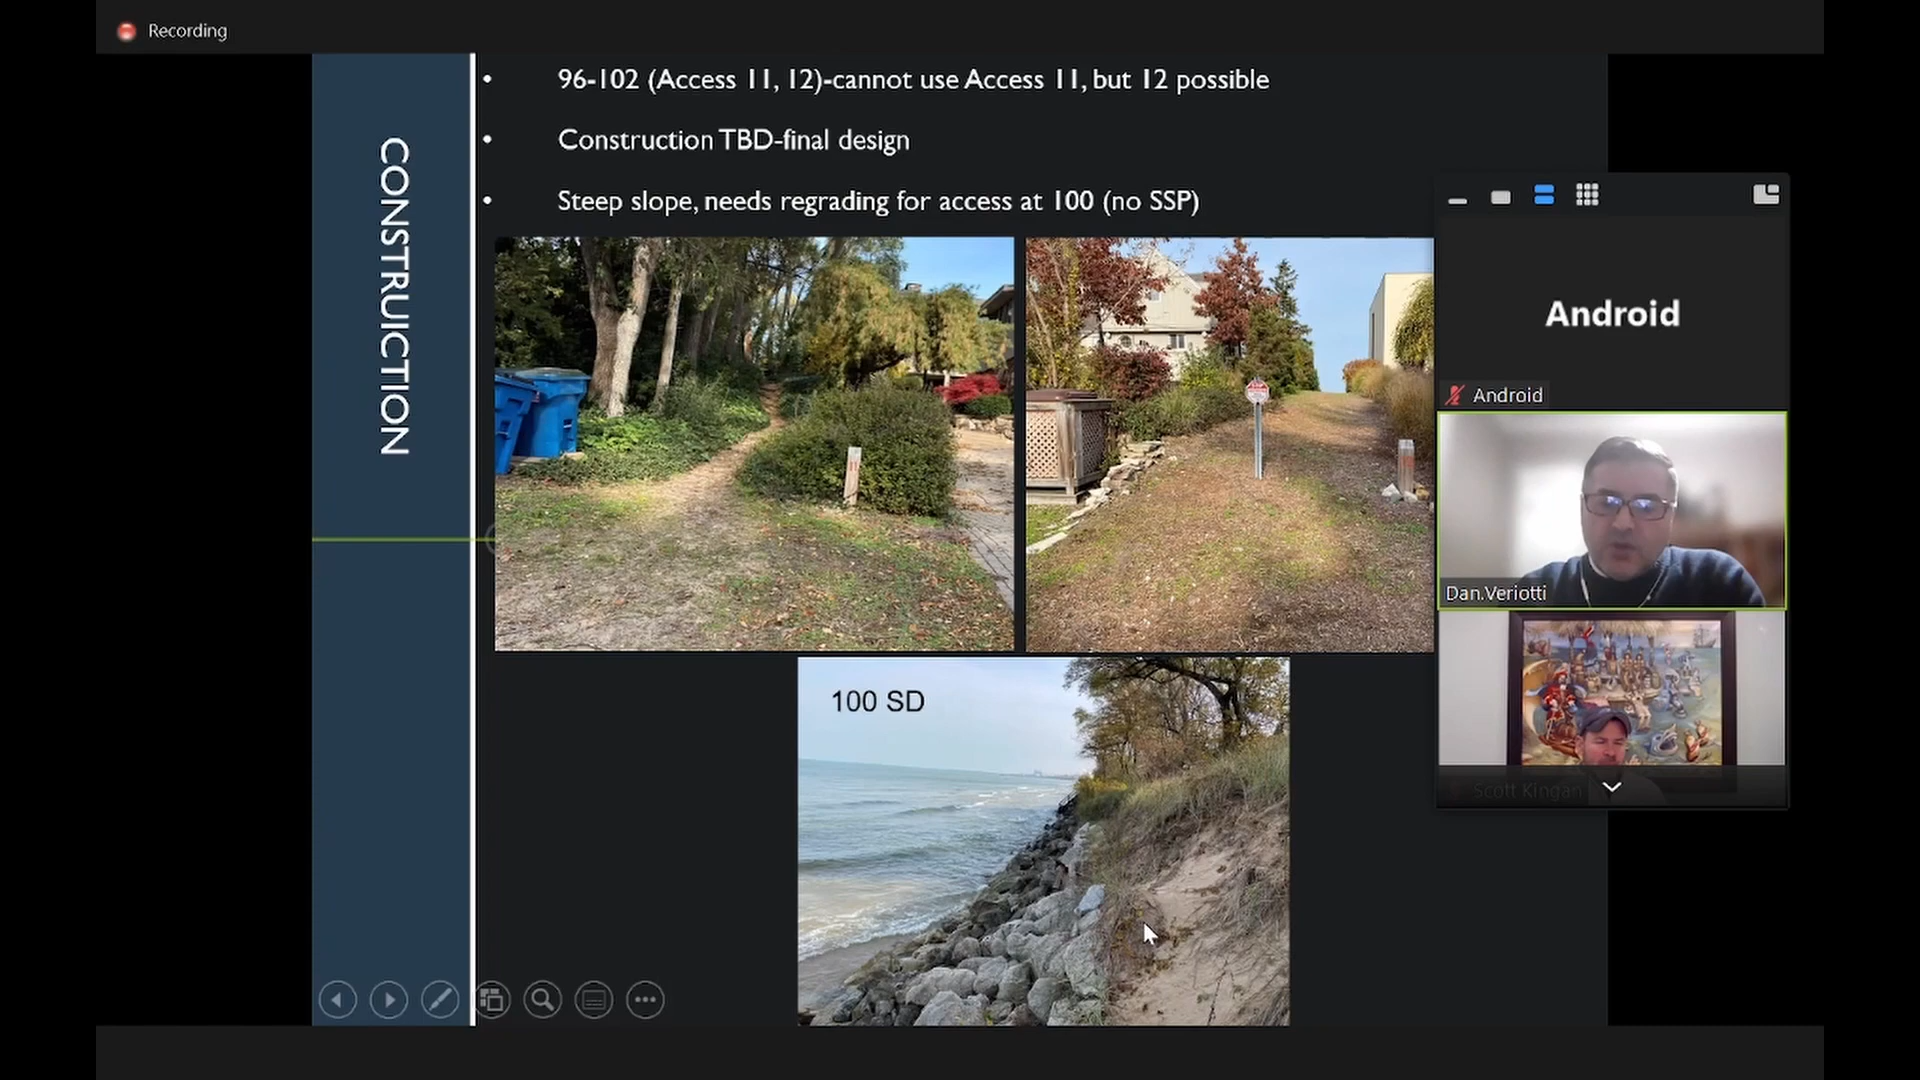 Recording
96-102 (Access 11, 12)-cannot use Access 11, but 12 possible
Construction TBD-final design
Steep slope, needs regrading for access at 100 (no SSP)
CONSTRUICTION
100 SD
Android
Android
Dan.Veriotti
Scott Kingan